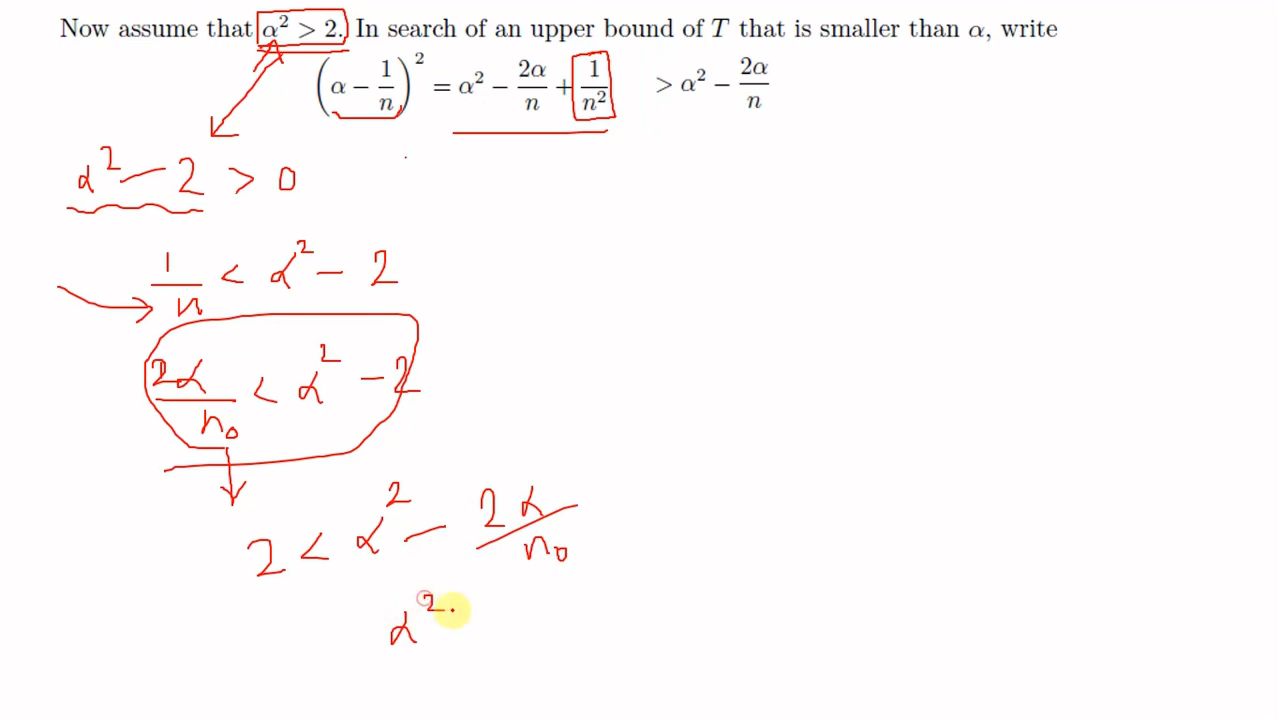 Now assume that α² > 2. In search of an upper bound of T that is smaller than α, write
(α − 1/n)² = α² − 2α/n + 1/n² > α² − 2α/n
α² − 2 > 0
1/n < α² − 2
2α/n₀ < α² − 2
2 < α² − 2α/n₀
α²